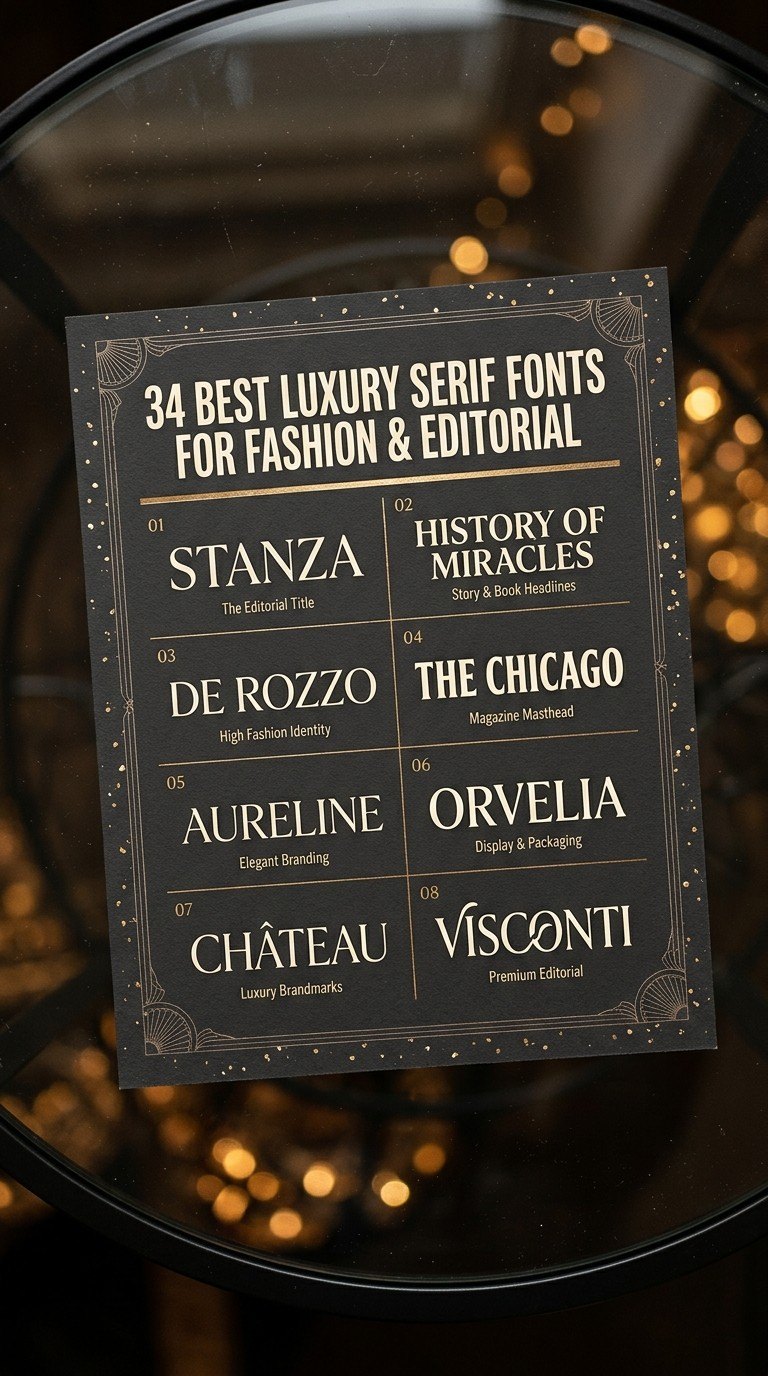 34 BEST LUXURY SERIF FONTS
FOR FASHION & EDITORIAL
01
STANZA
The Editorial Title
02
HISTORY OF
MIRACLES
Story & Book Headlines
03
DE ROZZO
High Fashion Identity
04
THE CHICAGO
Magazine Masthead
05
AURELINE
Elegant Branding
06
ORVELIA
Display & Packaging
07
CHÂTEAU
Luxury Brandmarks
08
VISCONTI
Premium Editorial